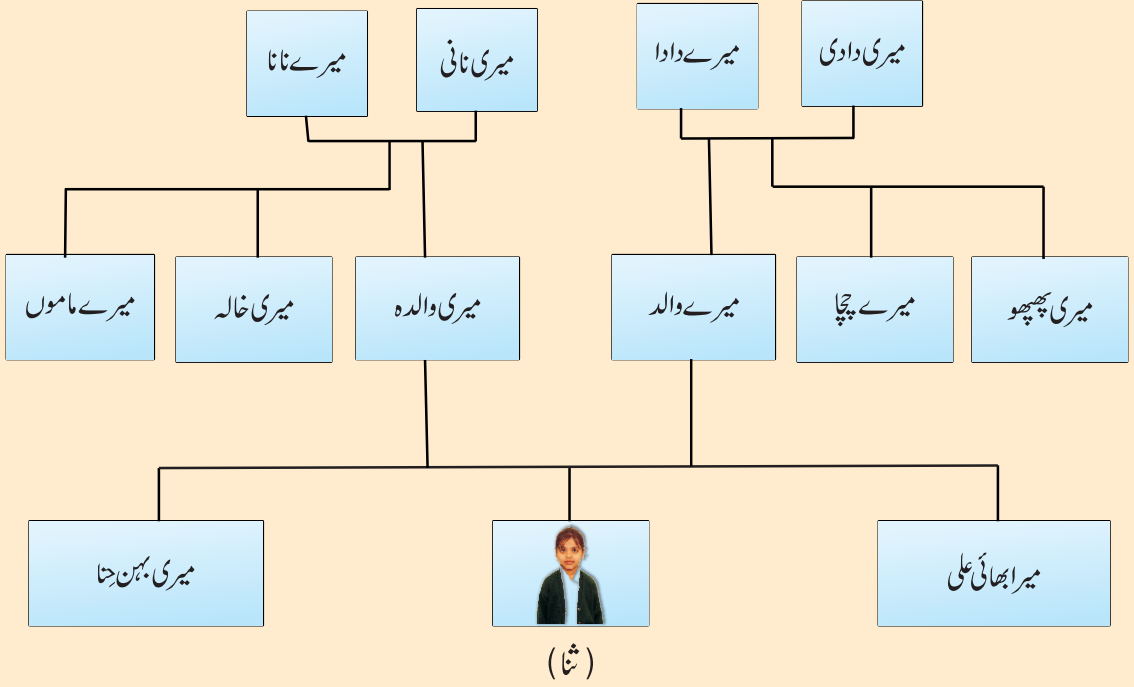 میری دادی
میرے دادا
میری نانی
میرے نانا
میری پھپھو
میرے چچا
میرے والد
میری والدہ
میری خالہ
میرے ماموں
میرا بھائی علی
میری بہن حِنا
(ثنا)